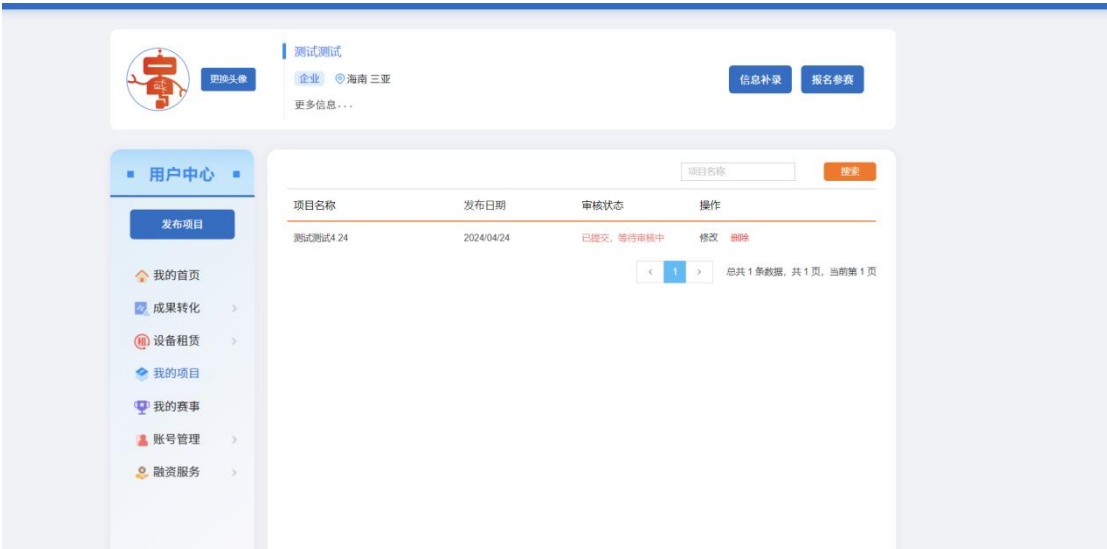 更换头像
测试测试
企业 海南 三亚
更多信息···
信息补录 报名参赛
用户中心
发布项目
我的首页
成果转化
设备租赁
我的项目
我的赛事
账号管理
融资服务
项目名称 搜索
项目名称 发布日期 审核状态 操作
测试测试4.24 2024/04/24 已提交，等待审核中 修改 删除
< 1 > 总共 1 条数据，共 1 页，当前第 1 页